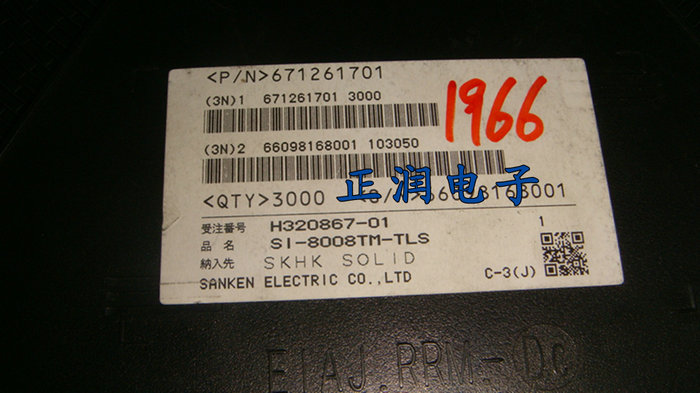 <P/N>671261701
(3N)1 671261701 3000
1966
(3N)2 66098168001 103050
<QTY>3000
正润电子
受注番号 H320867-01 1
品名 SI-8008TM-TLS
納入先 SKHK SOLID
SANKEN ELECTRIC CO.,LTD C-3(J)
EIAJ.RRM.-DC